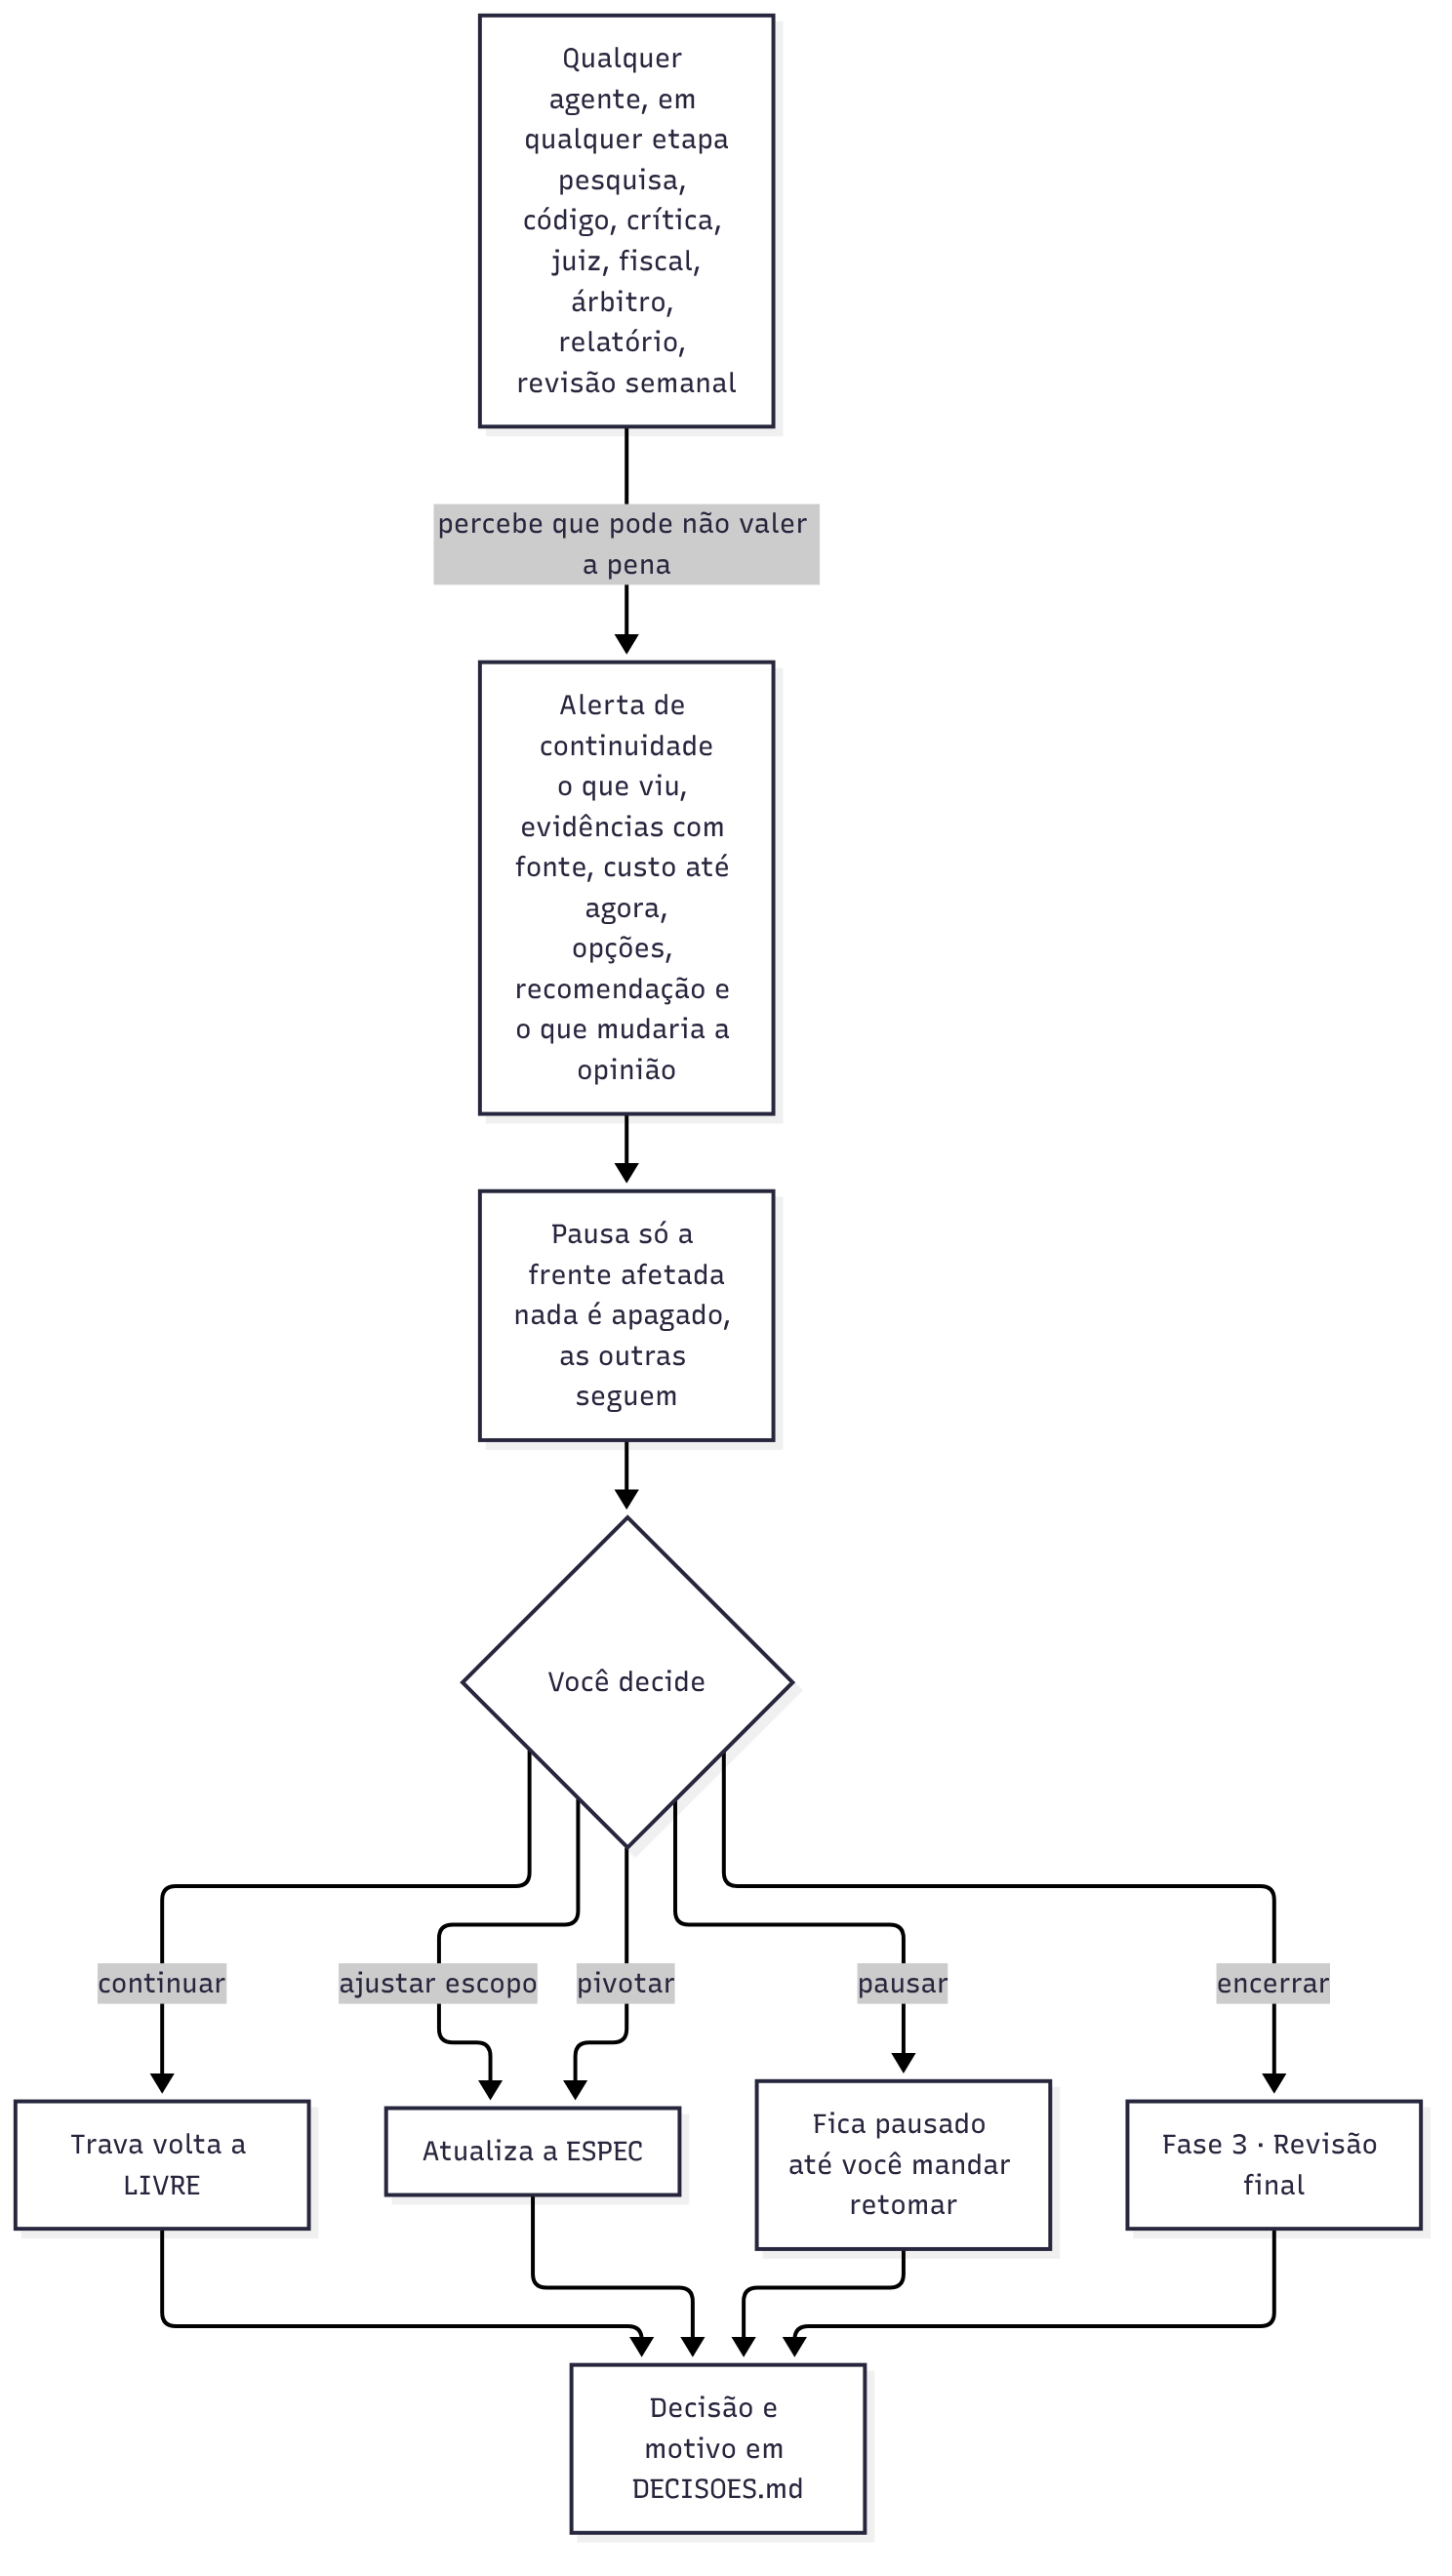 Qualquer
agente, em
qualquer etapa
pesquisa,
código, crítica,
juiz, fiscal,
árbitro,
relatório,
revisão semanal
percebe que pode não valer
a pena
Alerta de
continuidade
o que viu,
evidências com
fonte, custo até
agora,
opções,
recomendação e
o que mudaria a
opinião
Pausa só a
frente afetada
nada é apagado,
as outras
seguem
Você decide
continuar
ajustar escopo
pivotar
pausar
encerrar
Trava volta a
LIVRE
Atualiza a ESPEC
Fica pausado
até você mandar
retomar
Fase 3 · Revisão
final
Decisão e
motivo em
DECISOES.md